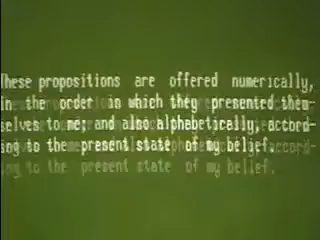 These propositions are offered numerically,
in the order in which they presented them-
selves to me; and also alphabetically, accord-
ing to the present state of my belief.
ing to the present state of my belief.